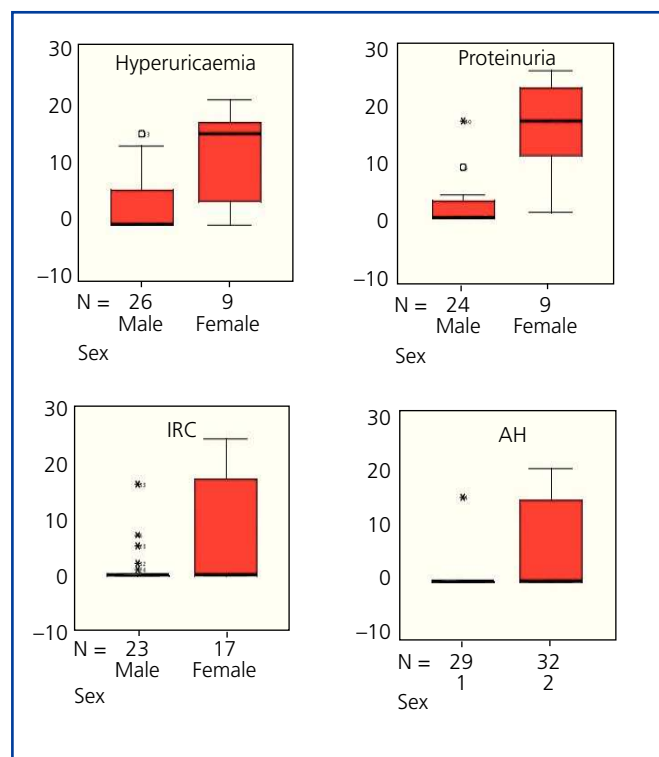 Hyperuricaemia
30
20
10
0
–10
N = 26 9
Male Female
Sex
Proteinuria
30
20
10
0
–10
N = 24 9
Male Female
Sex
IRC
30
20
10
0
–10
N = 23 17
Male Female
Sex
AH
30
20
10
0
–10
N = 29 32
1 2
Sex